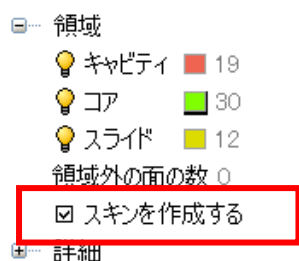 領域
キャビティ 19
コア 30
スライド 12
領域外の面の数 0
スキンを作成する
詳細